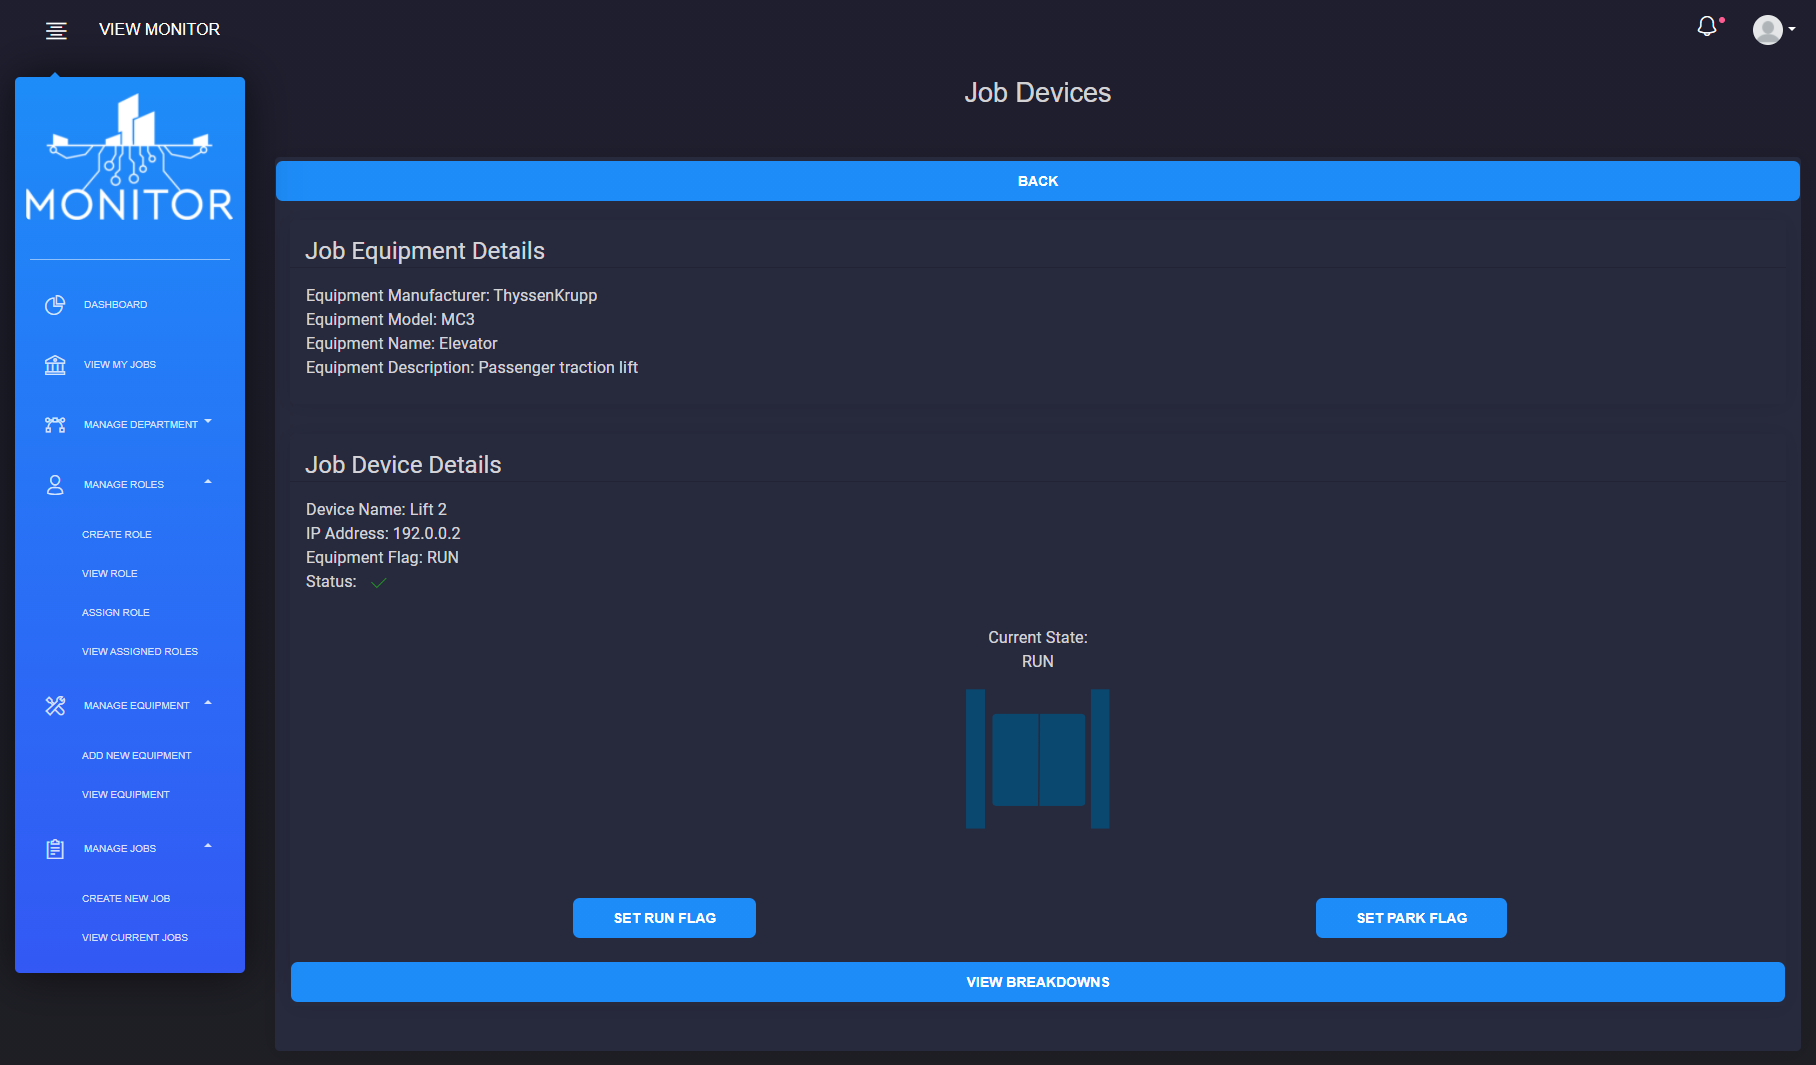 VIEW MONITOR
MONITOR
DASHBOARD
VIEW MY JOBS
MANAGE DEPARTMENT
MANAGE ROLES
CREATE ROLE
VIEW ROLE
ASSIGN ROLE
VIEW ASSIGNED ROLES
MANAGE EQUIPMENT
ADD NEW EQUIPMENT
VIEW EQUIPMENT
MANAGE JOBS
CREATE NEW JOB
VIEW CURRENT JOBS
Job Devices
BACK
Job Equipment Details
Equipment Manufacturer: ThyssenKrupp
Equipment Model: MC3
Equipment Name: Elevator
Equipment Description: Passenger traction lift
Job Device Details
Device Name: Lift 2
IP Address: 192.0.0.2
Equipment Flag: RUN
Status:
Current State:
RUN
SET RUN FLAG
SET PARK FLAG
VIEW BREAKDOWNS